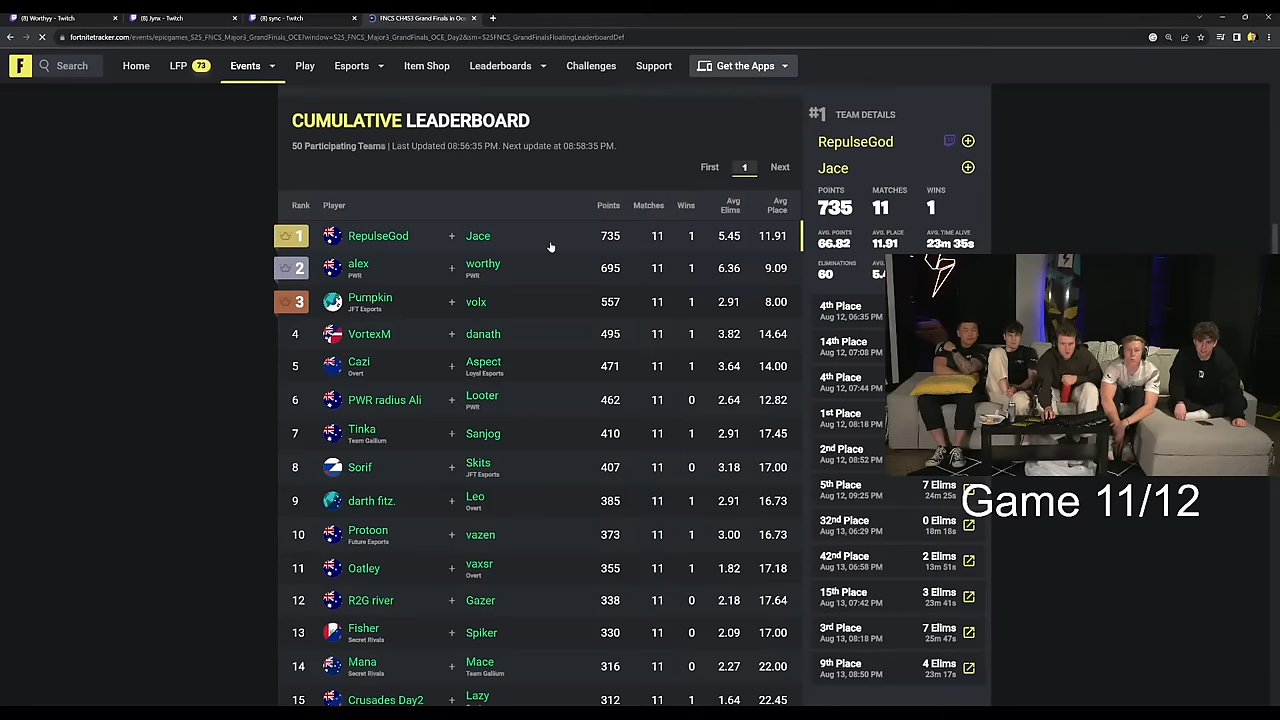 (8) Worthyy - Twitch
(8) Jynx - Twitch
(8) sync - Twitch
FNCS CH4S3 Grand Finals in Oce
fortnitetracker.com/events/epicgames_S25_FNCS_Major3_GrandFinals_OCE?window=S25_FNCS_Major3_GrandFinals_OCE_Day2&sm=S25FNCS_GrandFinalsFloatingLeaderboardDef
F Search Home LFP 73 Events Play Esports Item Shop Leaderboards Challenges Support Get the Apps
CUMULATIVE LEADERBOARD
50 Participating Teams | Last Updated 08:56:35 PM. Next update at 08:58:35 PM.
First 1 Next
Rank Player Points Matches Wins Avg Elims Avg Place
1 RepulseGod + Jace 735 11 1 5.45 11.91
2 alex PWR + worthy PWR 695 11 1 6.36 9.09
3 Pumpkin JFT Esports + volx 557 11 1 2.91 8.00
4 VortexM + danath 495 11 1 3.82 14.64
5 Cazi Overt + Aspect Loyal Esports 471 11 1 3.64 14.00
6 PWR radius Ali + Looter PWR 462 11 0 2.64 12.82
7 Tinka Team Gallium + Sanjog 410 11 1 2.91 17.45
8 Sorif + Skits JFT Esports 407 11 0 3.18 17.00
9 darth fitz. + Leo Overt 385 11 1 2.91 16.73
10 Protoon Future Esports + vazen 373 11 1 3.00 16.73
11 Oatley + vaxsr Overt 355 11 1 1.82 17.18
12 R2G river + Gazer 338 11 1 2.18 17.64
13 Fisher Secret Rivals + Spiker 330 11 0 2.09 17.00
14 Mana Secret Rivals + Mace Team Gallium 316 11 0 2.27 22.00
15 Crusades Day2 + Lazy 312 11 1 1.64 22.45
#1 TEAM DETAILS
RepulseGod
Jace
POINTS MATCHES WINS
735 11 1
AVG. POINTS AVG. PLACE AVG. TIME ALIVE
66.82 11.91 23m 35s
ELIMINATIONS
60
4th Place
Aug 12, 06:35 PM
14th Place
Aug 12, 07:08 PM
4th Place
Aug 12, 07:44 PM
1st Place
Aug 12, 08:18 PM
2nd Place
Aug 12, 08:52 PM
5th Place 7 Elims
Aug 12, 09:25 PM 24m 25s
32nd Place 0 Elims
Aug 13, 06:29 PM 18m 18s
42nd Place 2 Elims
Aug 13, 06:58 PM 13m 51s
15th Place 3 Elims
Aug 13, 07:42 PM 23m 41s
3rd Place 7 Elims
Aug 13, 08:18 PM 25m 47s
9th Place 4 Elims
Aug 13, 08:50 PM 23m 17s
Game 11/12